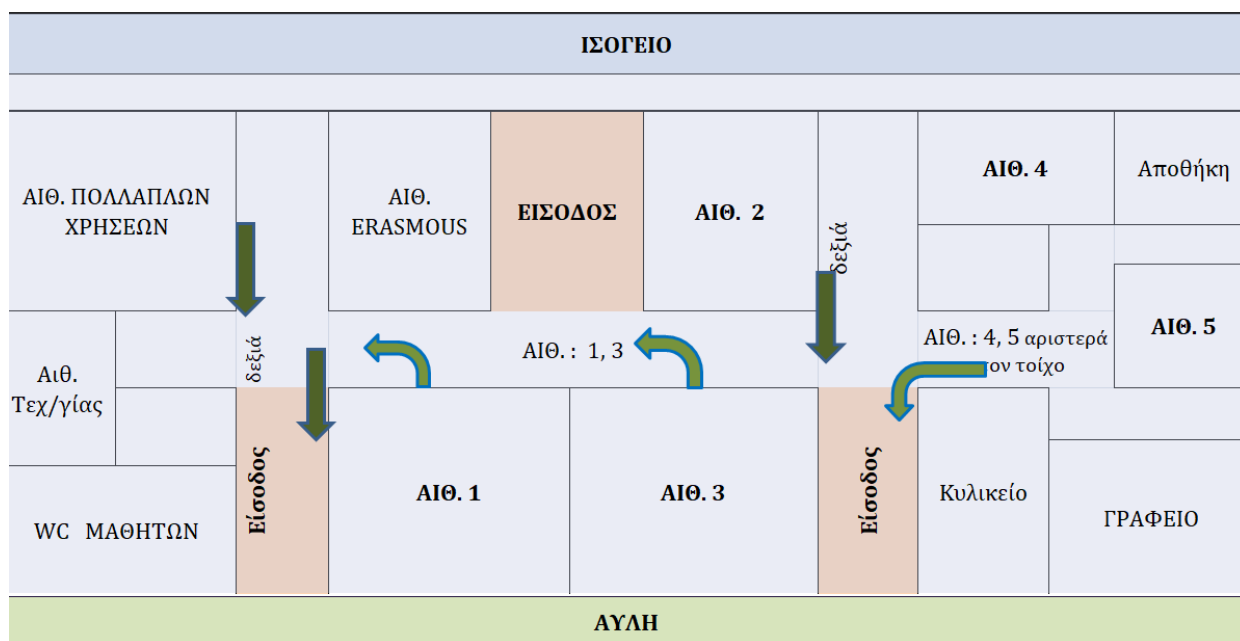 ΙΣΟΓΕΙΟ
ΑΙΘ. ΠΟΛΛΑΠΛΩΝ
ΧΡΗΣΕΩΝ
ΑΙΘ.
ERASMOUS
ΕΙΣΟΔΟΣ
ΑΙΘ. 2
δεξιά
ΑΙΘ. 4
Αποθήκη
Αιθ.
Τεχ/γίας
δεξιά
ΑΙΘ. : 1, 3
ΑΙΘ. : 4, 5 αριστερά
τοίχο
ΑΙΘ. 5
WC ΜΑΘΗΤΩΝ
Είσοδος
ΑΙΘ. 1
ΑΙΘ. 3
Είσοδος
Κυλικείο
ΓΡΑΦΕΙΟ
ΑΥΛΗ